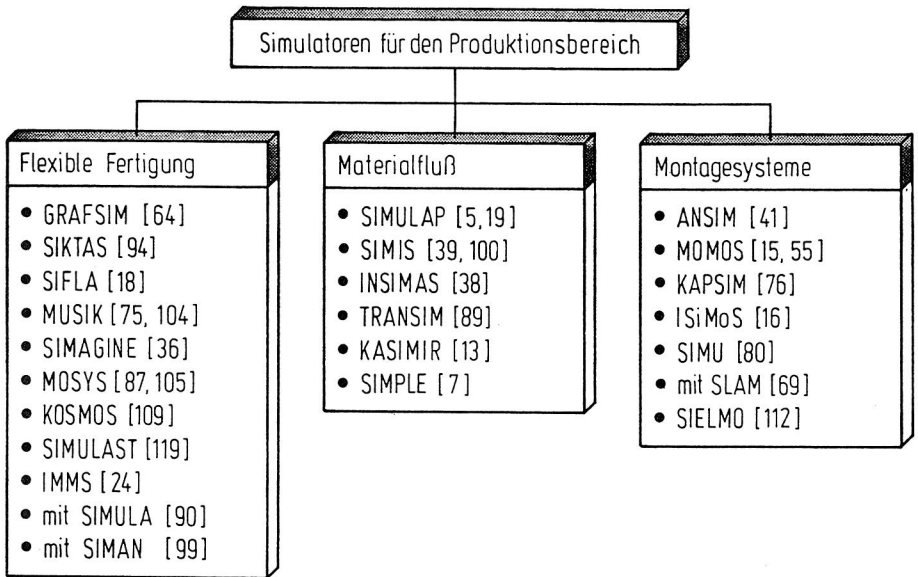 Simulatoren für den Produktionsbereich
Flexible Fertigung
• GRAFSIM [64]
• SIKTAS [94]
• SIFLA [18]
• MUSIK [75, 104]
• SIMAGINE [36]
• MOSYS [87, 105]
• KOSMOS [109]
• SIMULAST [119]
• IMMS [24]
• mit SIMULA [90]
• mit SIMAN [99]
Materialfluß
• SIMULAP [5,19]
• SIMIS [39, 100]
• INSIMAS [38]
• TRANSIM [89]
• KASIMIR [13]
• SIMPLE [7]
Montagesysteme
• ANSIM [41]
• MOMOS [15, 55]
• KAPSIM [76]
• ISiMoS [16]
• SIMU [80]
• mit SLAM [69]
• SIELMO [112]